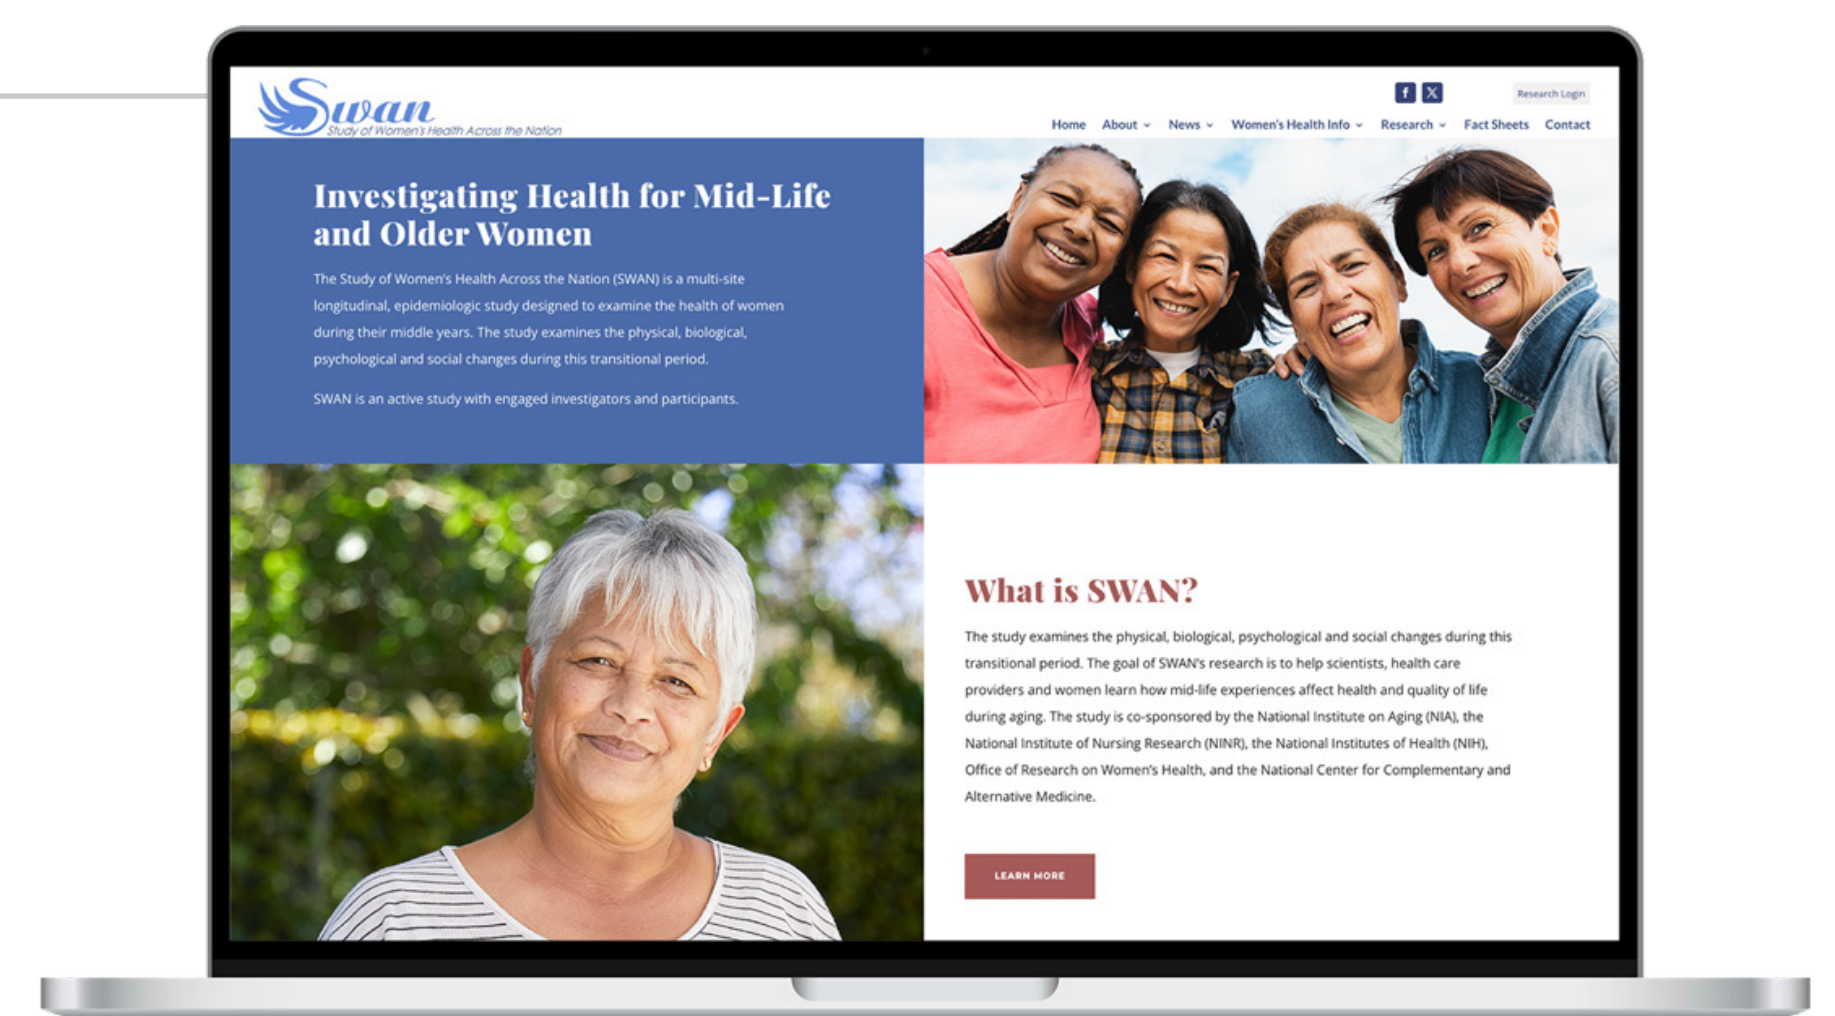 Swan
Study of Women's Health Across the Nation
f X
Research Login
Home About News Women's Health Info Research Fact Sheets Contact
Investigating Health for Mid-Life
and Older Women
The Study of Women's Health Across the Nation (SWAN) is a multi-site
longitudinal, epidemiologic study designed to examine the health of women
during their middle years. The study examines the physical, biological,
psychological and social changes during this transitional period.
SWAN is an active study with engaged investigators and participants.
What is SWAN?
The study examines the physical, biological, psychological and social changes during this
transitional period. The goal of SWAN's research is to help scientists, health care
providers and women learn how mid-life experiences affect health and quality of life
during aging. The study is co-sponsored by the National Institute on Aging (NIA), the
National Institute of Nursing Research (NINR), the National Institutes of Health (NIH),
Office of Research on Women's Health, and the National Center for Complementary and
Alternative Medicine.
LEARN MORE